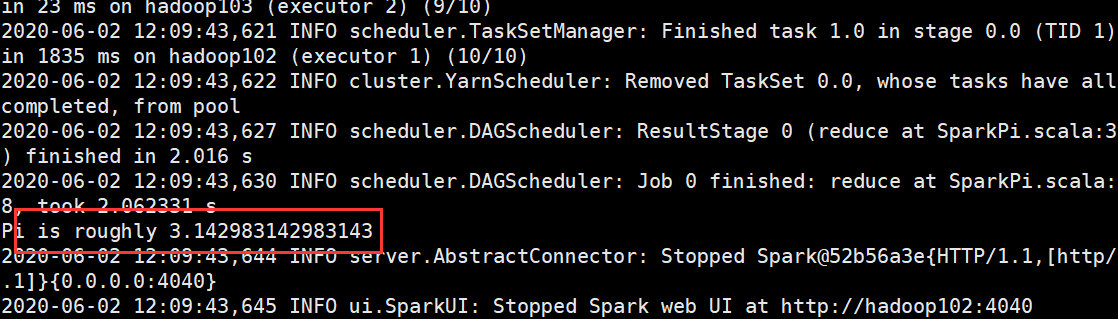 in 23 ms on hadoop103 (executor 2) (9/10)
2020-06-02 12:09:43,621 INFO scheduler.TaskSetManager: Finished task 1.0 in stage 0.0 (TID 1)
in 1835 ms on hadoop102 (executor 1) (10/10)
2020-06-02 12:09:43,622 INFO cluster.YarnScheduler: Removed TaskSet 0.0, whose tasks have all
completed, from pool
2020-06-02 12:09:43,627 INFO scheduler.DAGScheduler: ResultStage 0 (reduce at SparkPi.scala:3
) finished in 2.016 s
2020-06-02 12:09:43,630 INFO scheduler.DAGScheduler: Job 0 finished: reduce at SparkPi.scala:
8, took 2.062331 s
Pi is roughly 3.142983142983143
2020-06-02 12:09:43,644 INFO server.AbstractConnector: Stopped Spark@52b56a3e{HTTP/1.1,[http/
.1]}{0.0.0.0:4040}
2020-06-02 12:09:43,645 INFO ui.SparkUI: Stopped Spark web UI at http://hadoop102:4040